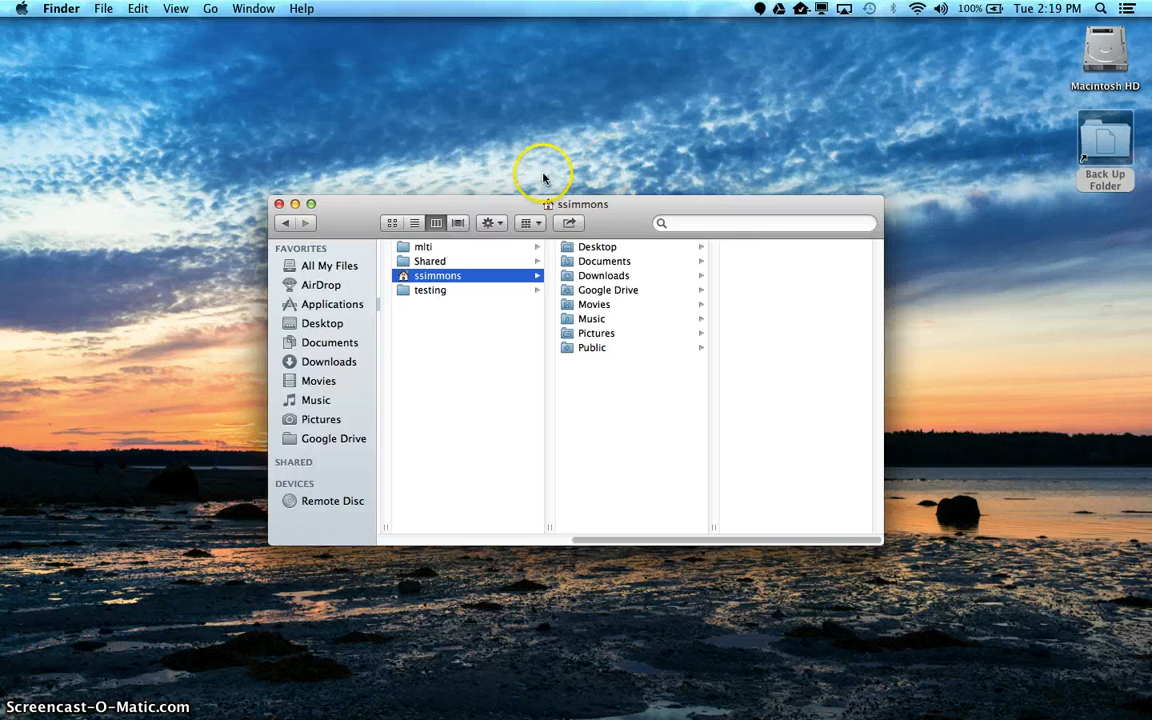 Finder File Edit View Go Window Help 100% Tue 2:19 PM
Macintosh HD
Back Up
Folder
ssimmons
FAVORITES
All My Files
AirDrop
Applications
Desktop
Documents
Downloads
Movies
Music
Pictures
Google Drive
SHARED
DEVICES
Remote Disc
mlti
Shared
ssimmons
testing
Desktop
Documents
Downloads
Google Drive
Movies
Music
Pictures
Public
Screencast-O-Matic.com